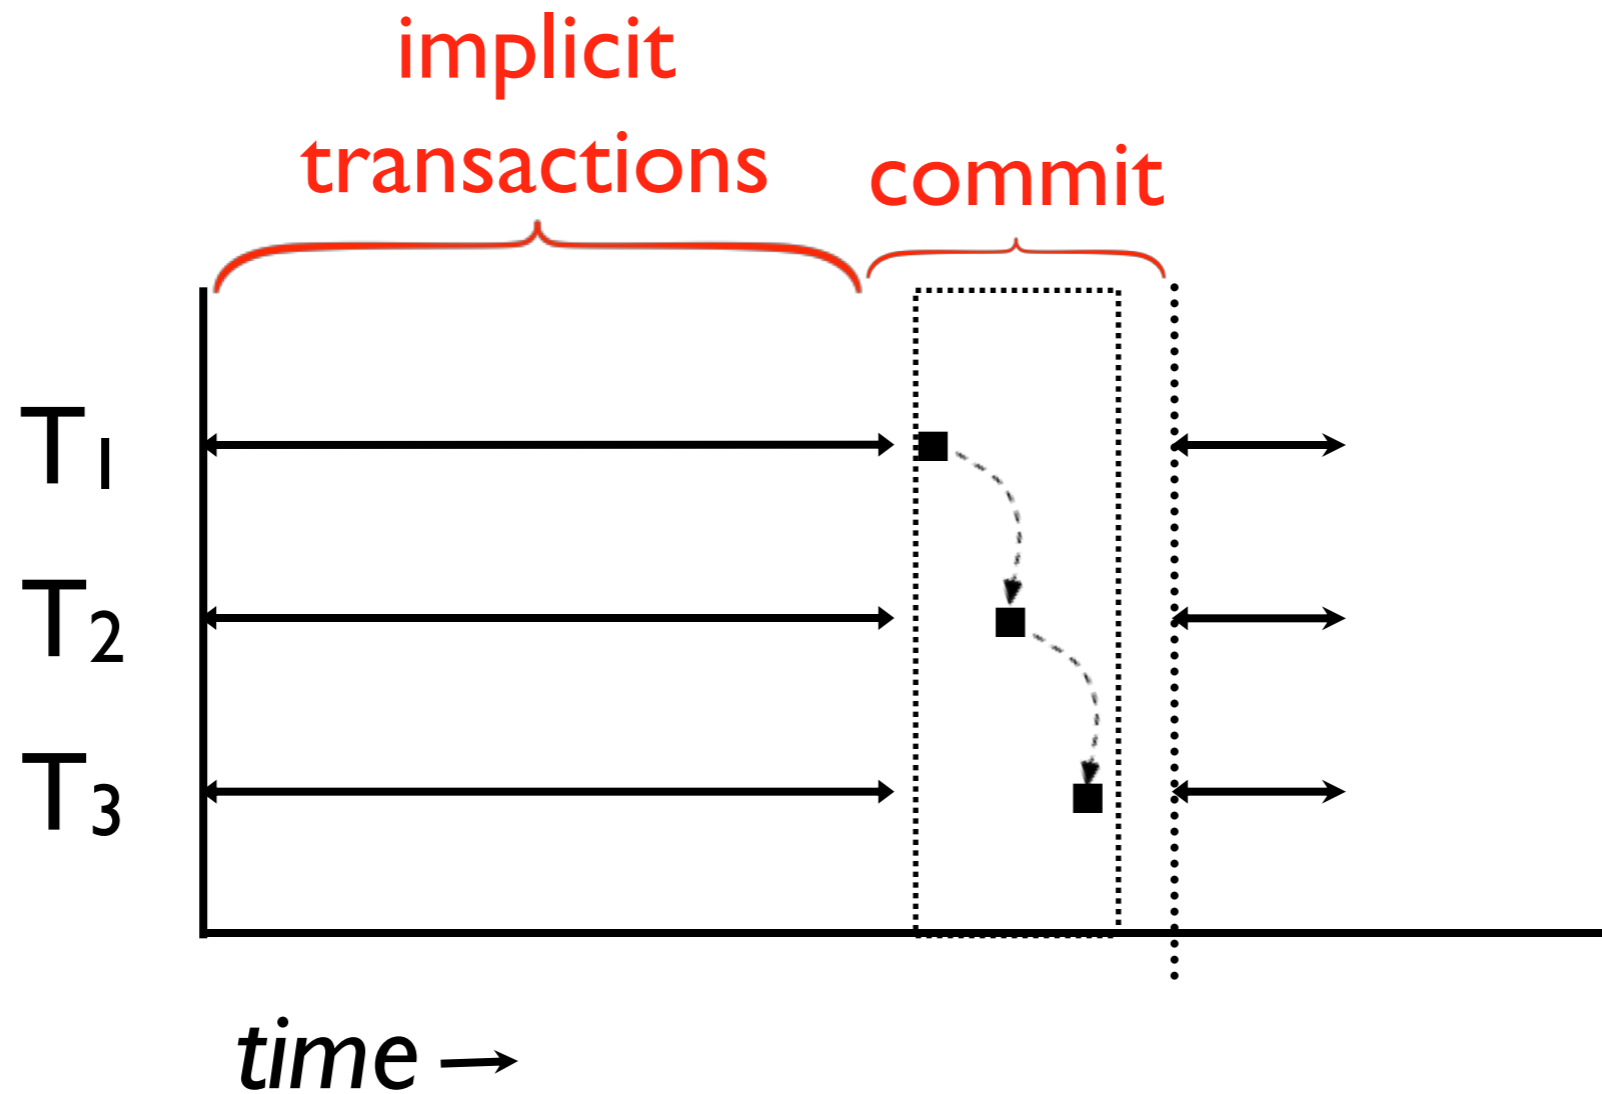 implicit
transactions
commit
T1
T2
T3
time →